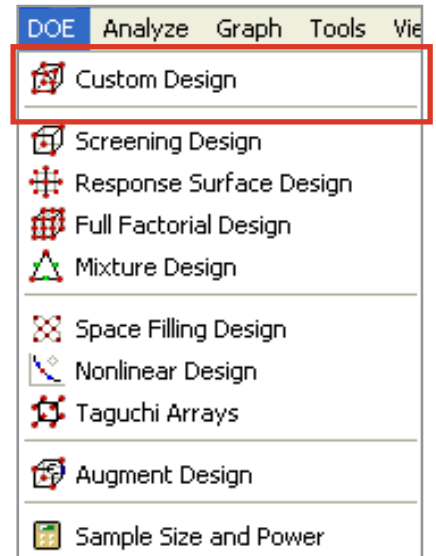 DOE Analyze Graph Tools Vie
Custom Design
Screening Design
Response Surface Design
Full Factorial Design
Mixture Design
Space Filling Design
Nonlinear Design
Taguchi Arrays
Augment Design
Sample Size and Power